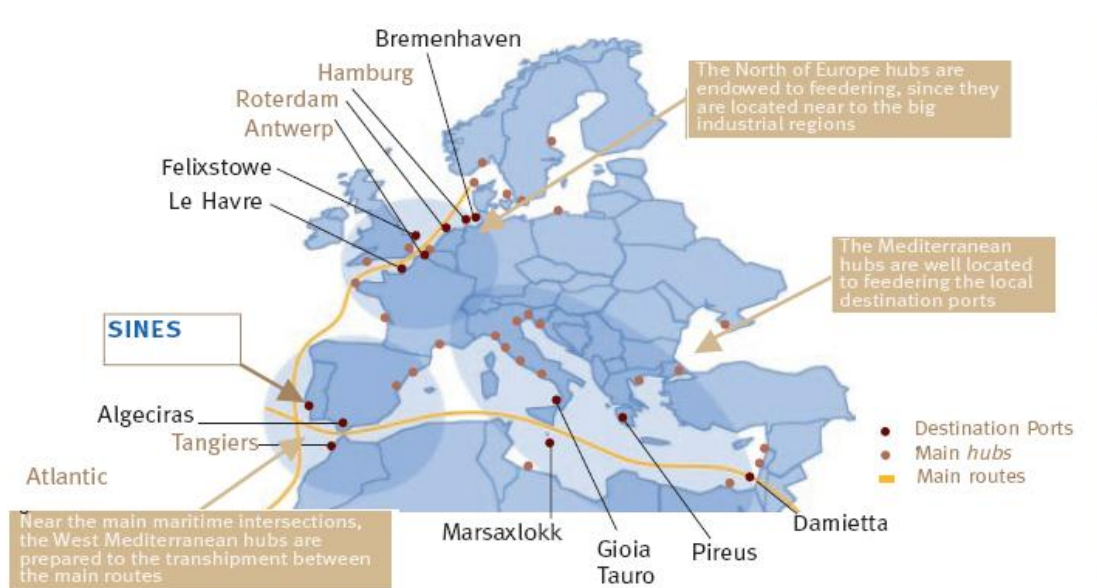 Bremenhaven
Hamburg
Roterdam
Antwerp
Felixstowe
Le Havre
The North of Europe hubs are
endowed to feedering, since they
are located near to the big
industrial regions
The Mediterranean
hubs are well located
to feedering the local
destination ports
SINES
Algeciras
Tangiers
Atlantic
Near the main maritime intersections,
the West Mediterranean hubs are
prepared to the transhipment between
the main routes
Marsaxlokk
Gioia
Tauro
Pireus
Damietta
Destination Ports
Main hubs
Main routes